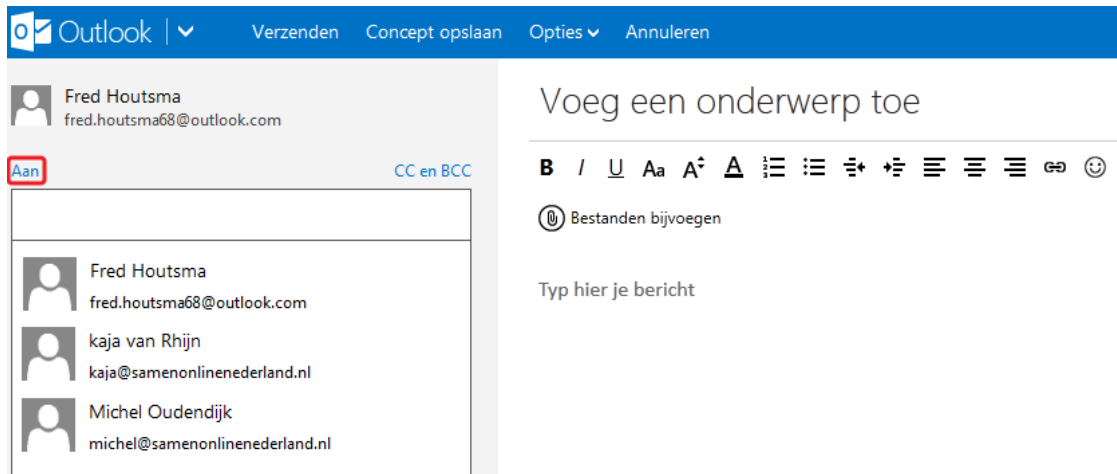 Outlook Verzenden Concept opslaan Opties Annuleren
Fred Houtsma
fred.houtsma68@outlook.com
Aan CC en BCC
Fred Houtsma
fred.houtsma68@outlook.com
kaja van Rhijn
kaja@samenonlinenederland.nl
Michel Oudendijk
michel@samenonlinenederland.nl
Voeg een onderwerp toe
B I U Aa A A
Bestanden bijvoegen
Typ hier je bericht